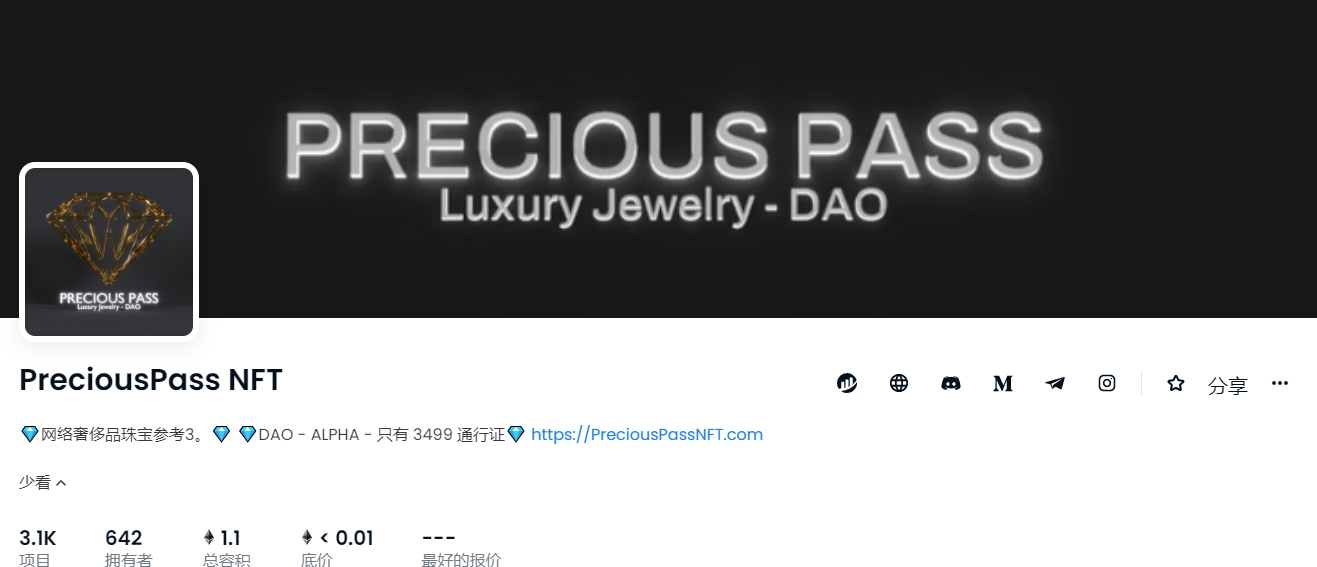 PRECIOUS PASS
Luxury Jewelry - DAO
PRECIOUS PASS
Luxury Jewelry - DAO
PreciousPass NFT
分享
💎网络奢侈品珠宝参考3。💎 💎DAO - ALPHA - 只有 3499 通行证💎 https://PreciousPassNFT.com
少看
3.1K 642 1.1 < 0.01 ---
项目 拥有者 总容积 底价 最好的报价